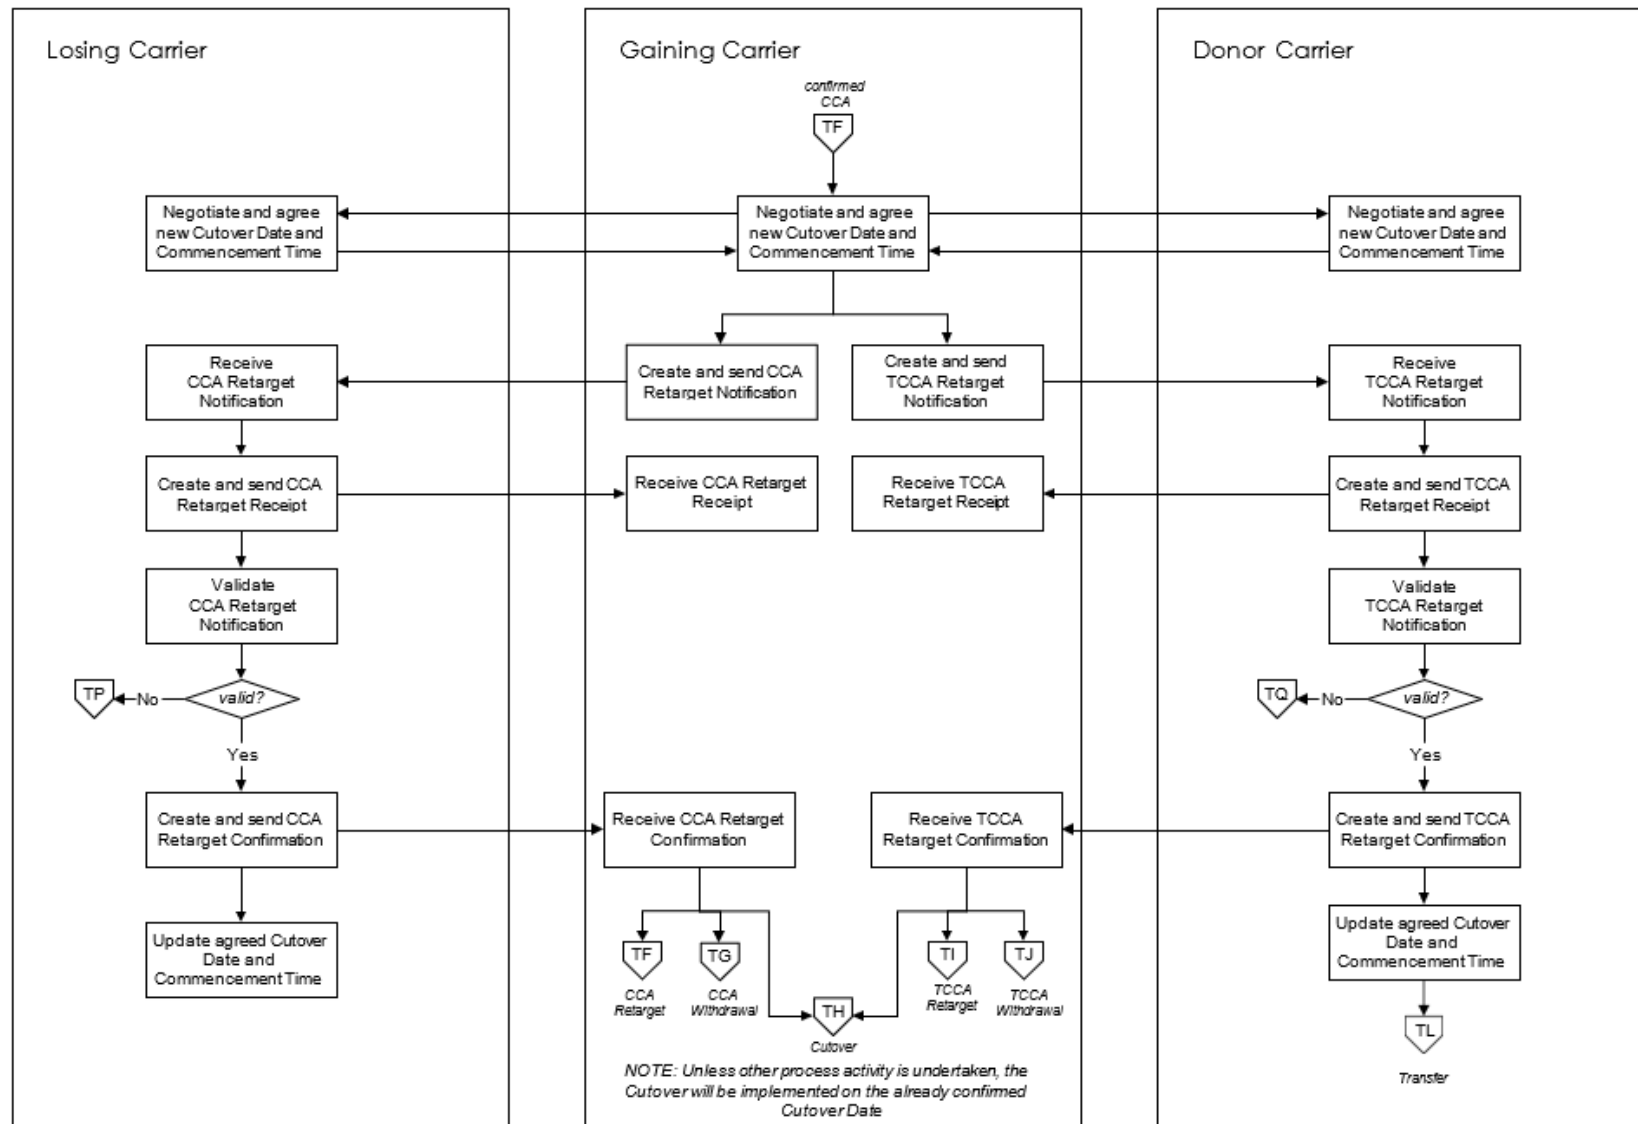 Losing Carrier
Gaining Carrier
Donor Carrier
confirmed
CCA
TF
Negotiate and agree
new Cutover Date and
Commencement Time
Negotiate and agree
new Cutover Date and
Commencement Time
Negotiate and agree
new Cutover Date and
Commencement Time
Receive
CCA Retarget
Notification
Create and send CCA
Retarget Notification
Create and send
TCCA Retarget
Notification
Receive
TCCA Retarget
Notification
Create and send CCA
Retarget Receipt
Receive CCA Retarget
Receipt
Receive TCCA
Retarget Receipt
Create and send TCCA
Retarget Receipt
Validate
CCA Retarget
Notification
Validate
TCCA Retarget
Notification
TP
No
valid?
TQ
No
valid?
Yes
Yes
Create and send CCA
Retarget Confirmation
Receive CCA Retarget
Confirmation
Receive TCCA
Retarget Confirmation
Create and send TCCA
Retarget Confirmation
Update agreed Cutover
Date and
Commencement Time
TF
CCA
Retarget
TG
CCA
Withdrawal
TH
Cutover
TI
TCCA
Retarget
TJ
TCCA
Withdrawal
Update agreed Cutover
Date and
Commencement Time
TL
Transfer
NOTE: Unless other process activity is undertaken, the
Cutover will be implemented on the already confirmed
Cutover Date